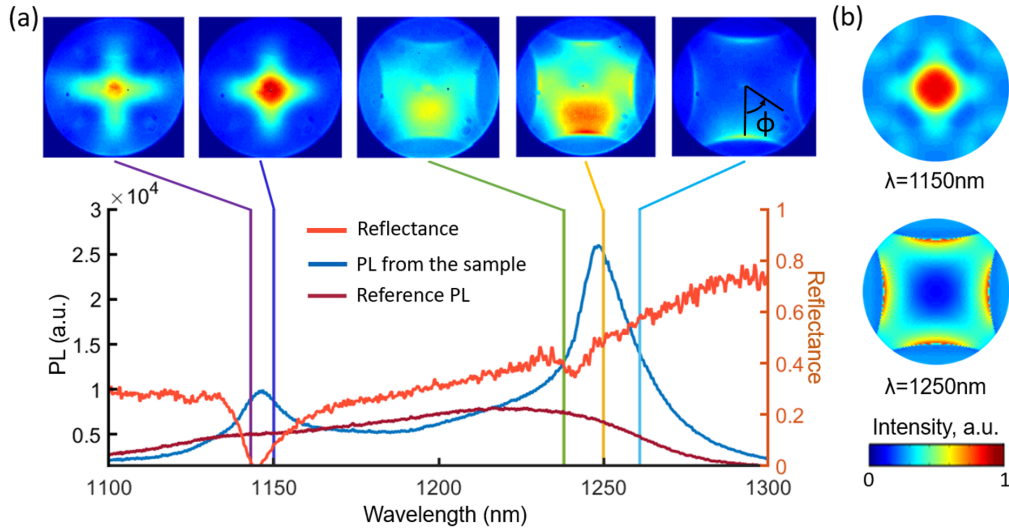 (a)
(b)
ϕ
λ=1150nm
×10⁴
3
2.5
2
1.5
1
0.5
PL (a.u.)
Reflectance
PL from the sample
Reference PL
1
0.8
0.6
0.4
0.2
0
Reflectance
1100
1150
1200
1250
1300
Wavelength (nm)
λ=1250nm
Intensity, a.u.
0
1